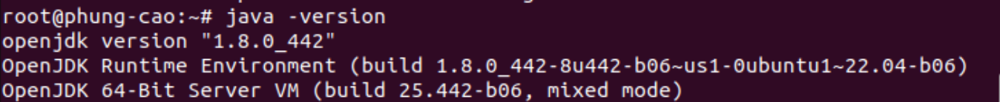 root@phung-cao:~# java -version
openjdk version "1.8.0_442"
OpenJDK Runtime Environment (build 1.8.0_442-8u442-b06~us1-0ubuntu1~22.04-b06)
OpenJDK 64-Bit Server VM (build 25.442-b06, mixed mode)